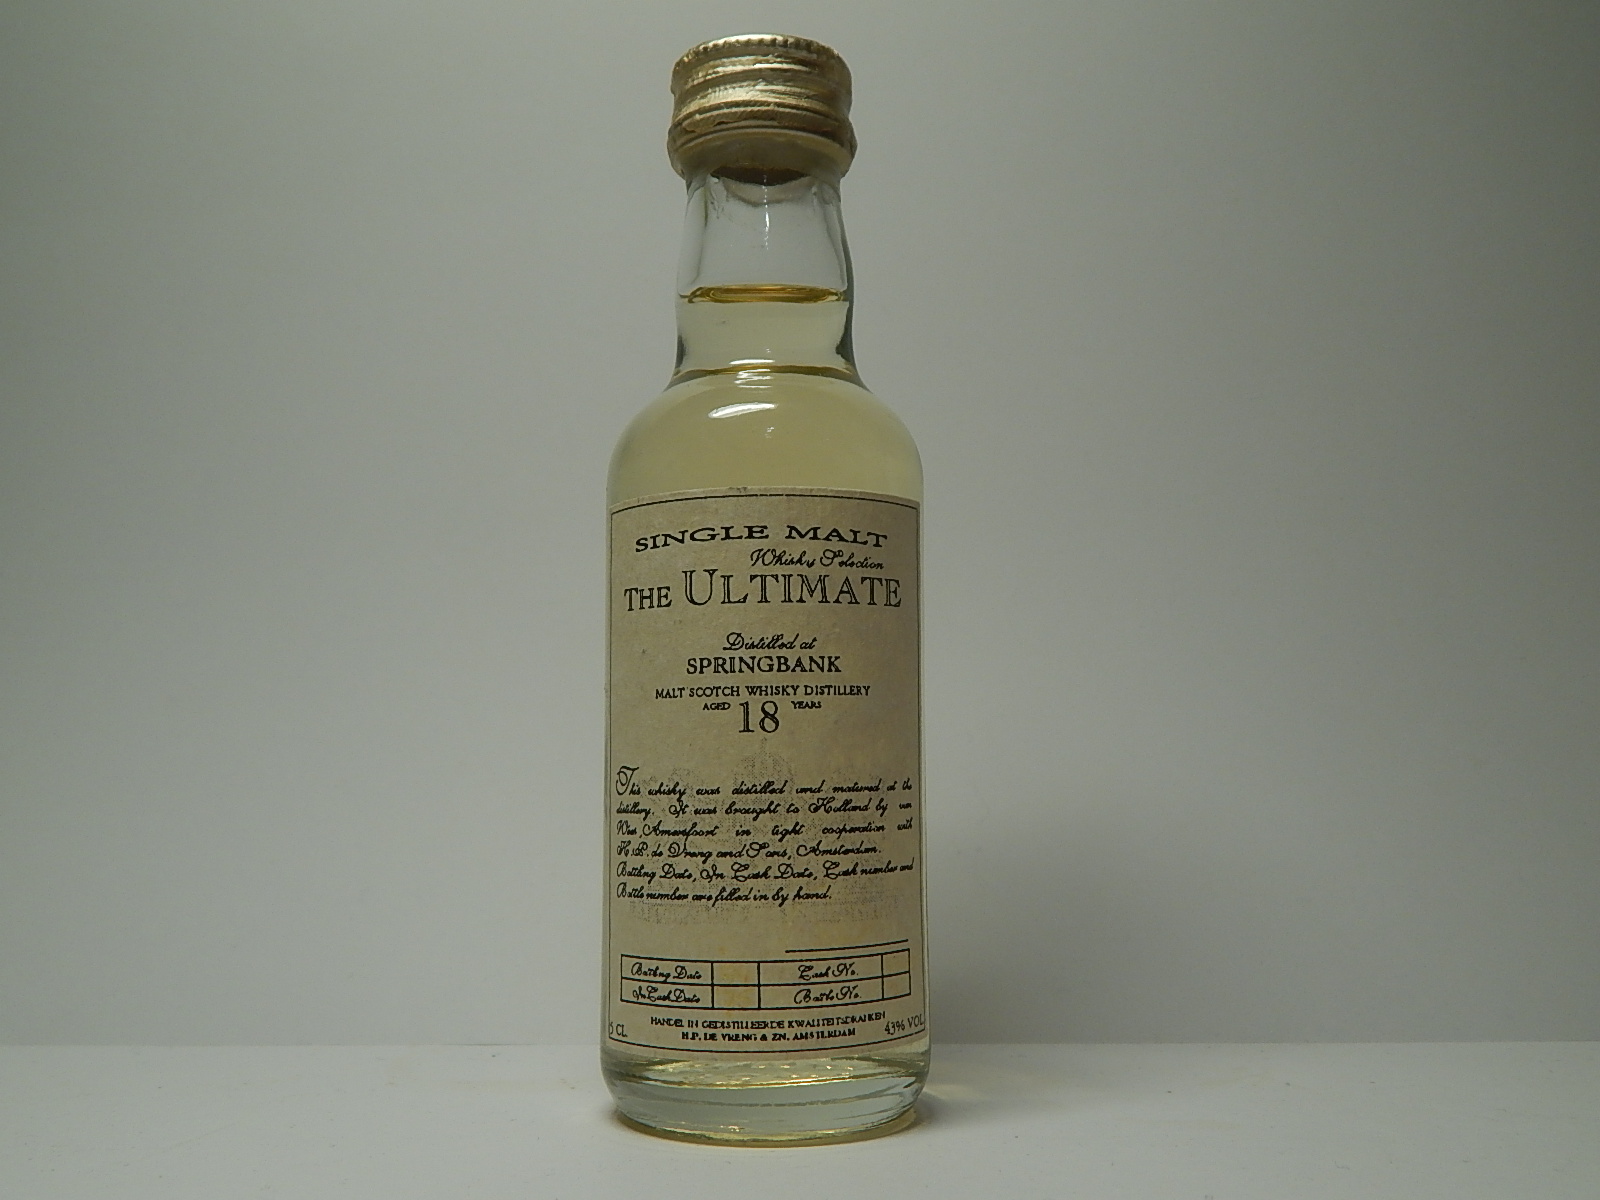 SINGLE MALT
Whisky Selection
THE ULTIMATE
Distilled at
SPRINGBANK
MALT SCOTCH WHISKY DISTILLERY
AGED 18 YEARS
This whisky was distilled and matured at the
distillery. It was brought to Holland by van
Wees, Amersfoort in tight cooperation with
H.P. de Vreng and Sons, Amsterdam.
Bottling Date, In Cask Date, Cask number and
Bottle number are filled in by hand.
Bottling Date Cask No.
In Cask Date Bottle No.
HANDEL IN GEDISTILLEERDE KWALITEITSDRANKEN
5 CL H.P. DE VRENG & ZN. AMSTERDAM 43% VOL